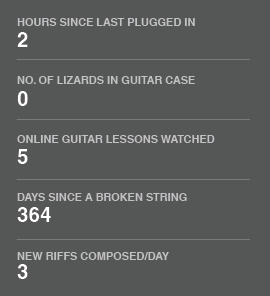 HOURS SINCE LAST PLUGGED IN
2
NO. OF LIZARDS IN GUITAR CASE
0
ONLINE GUITAR LESSONS WATCHED
5
DAYS SINCE A BROKEN STRING
364
NEW RIFFS COMPOSED/DAY
3